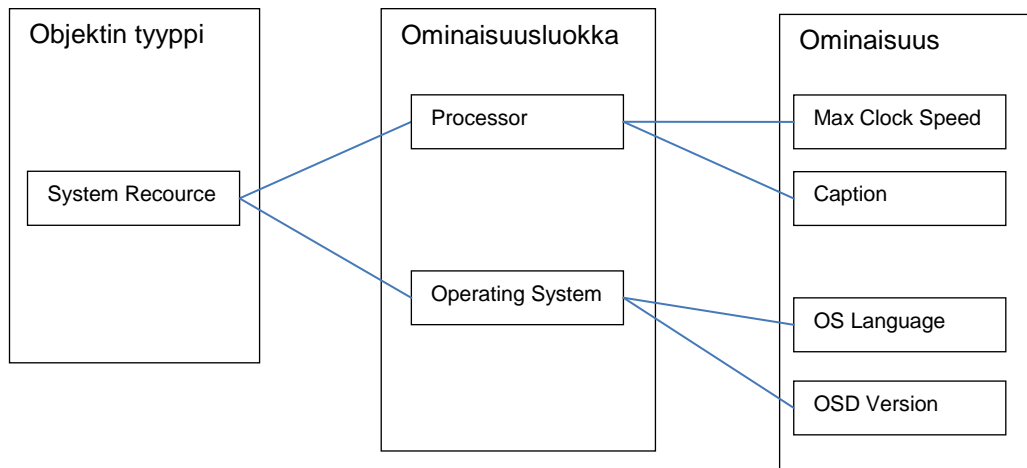 Objektin tyyppi
System Recource
Ominaisuusluokka
Processor
Operating System
Ominaisuus
Max Clock Speed
Caption
OS Language
OSD Version